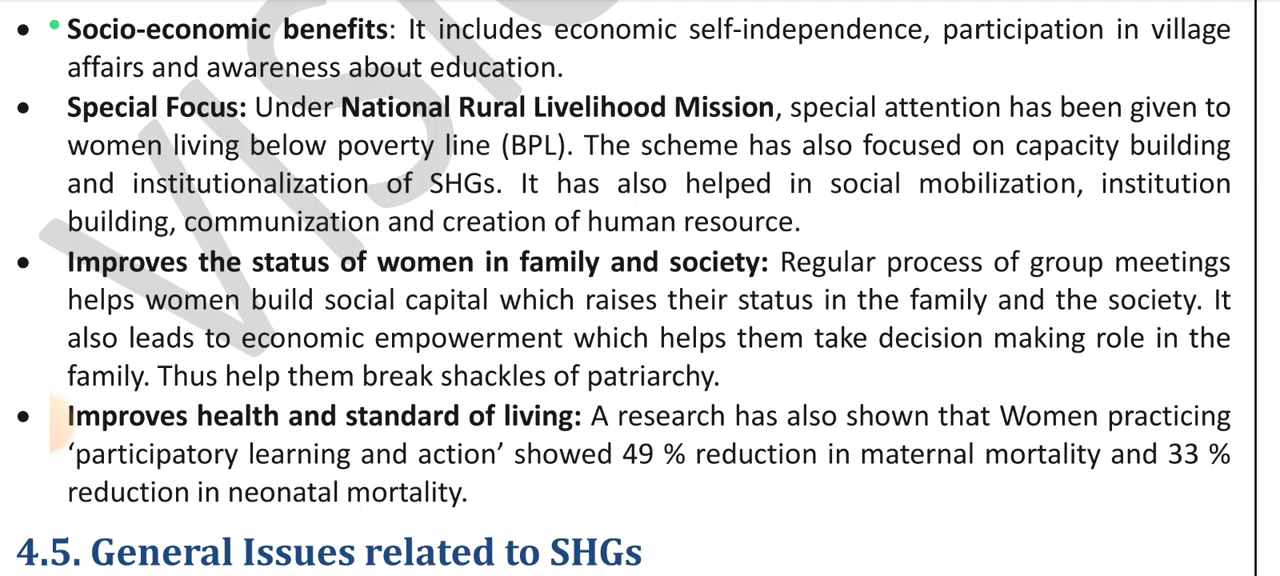 • Socio-economic benefits: It includes economic self-independence, participation in village
affairs and awareness about education.
• Special Focus: Under National Rural Livelihood Mission, special attention has been given to
women living below poverty line (BPL). The scheme has also focused on capacity building
and institutionalization of SHGs. It has also helped in social mobilization, institution
building, communization and creation of human resource.
• Improves the status of women in family and society: Regular process of group meetings
helps women build social capital which raises their status in the family and the society. It
also leads to economic empowerment which helps them take decision making role in the
family. Thus help them break shackles of patriarchy.
• Improves health and standard of living: A research has also shown that Women practicing
‘participatory learning and action’ showed 49 % reduction in maternal mortality and 33 %
reduction in neonatal mortality.
4.5. General Issues related to SHGs